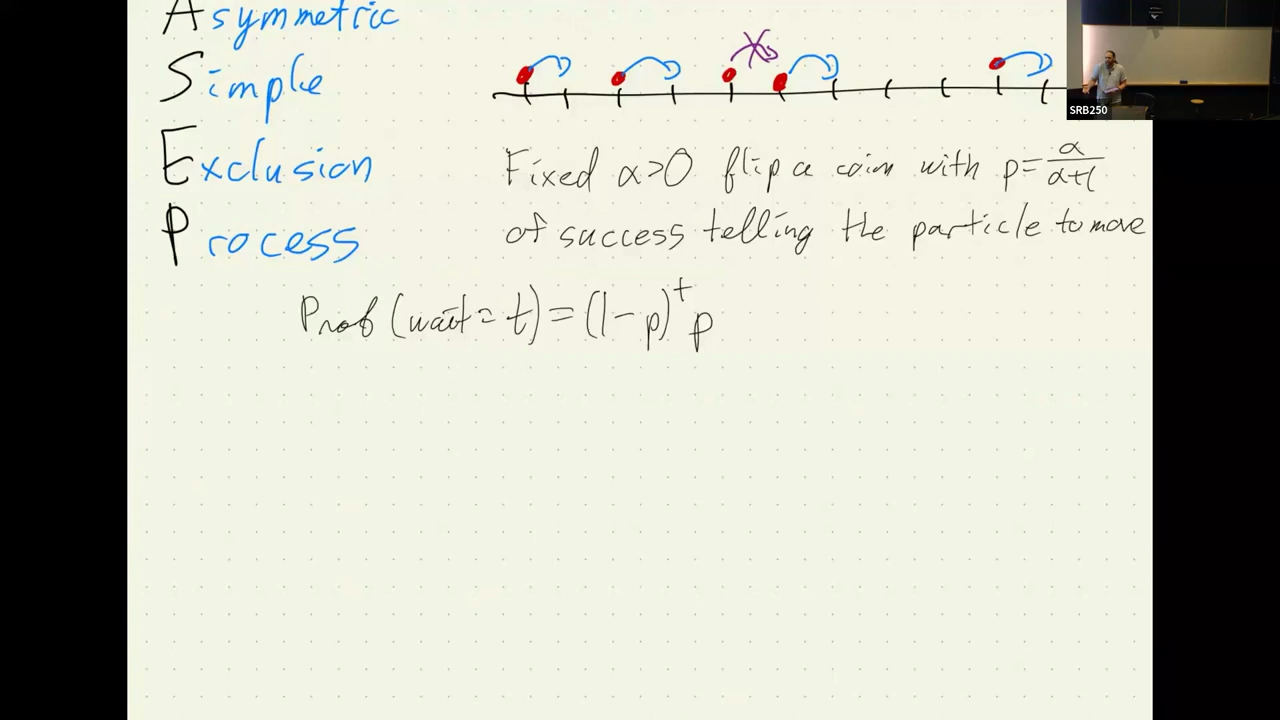 Asymmetric
Simple
Exclusion
Process
Fixed α>0 flip a coin with p=α/(α+1)
of success telling the particle to move
Prob (wait = t) = (1-p)^t p
SRB250